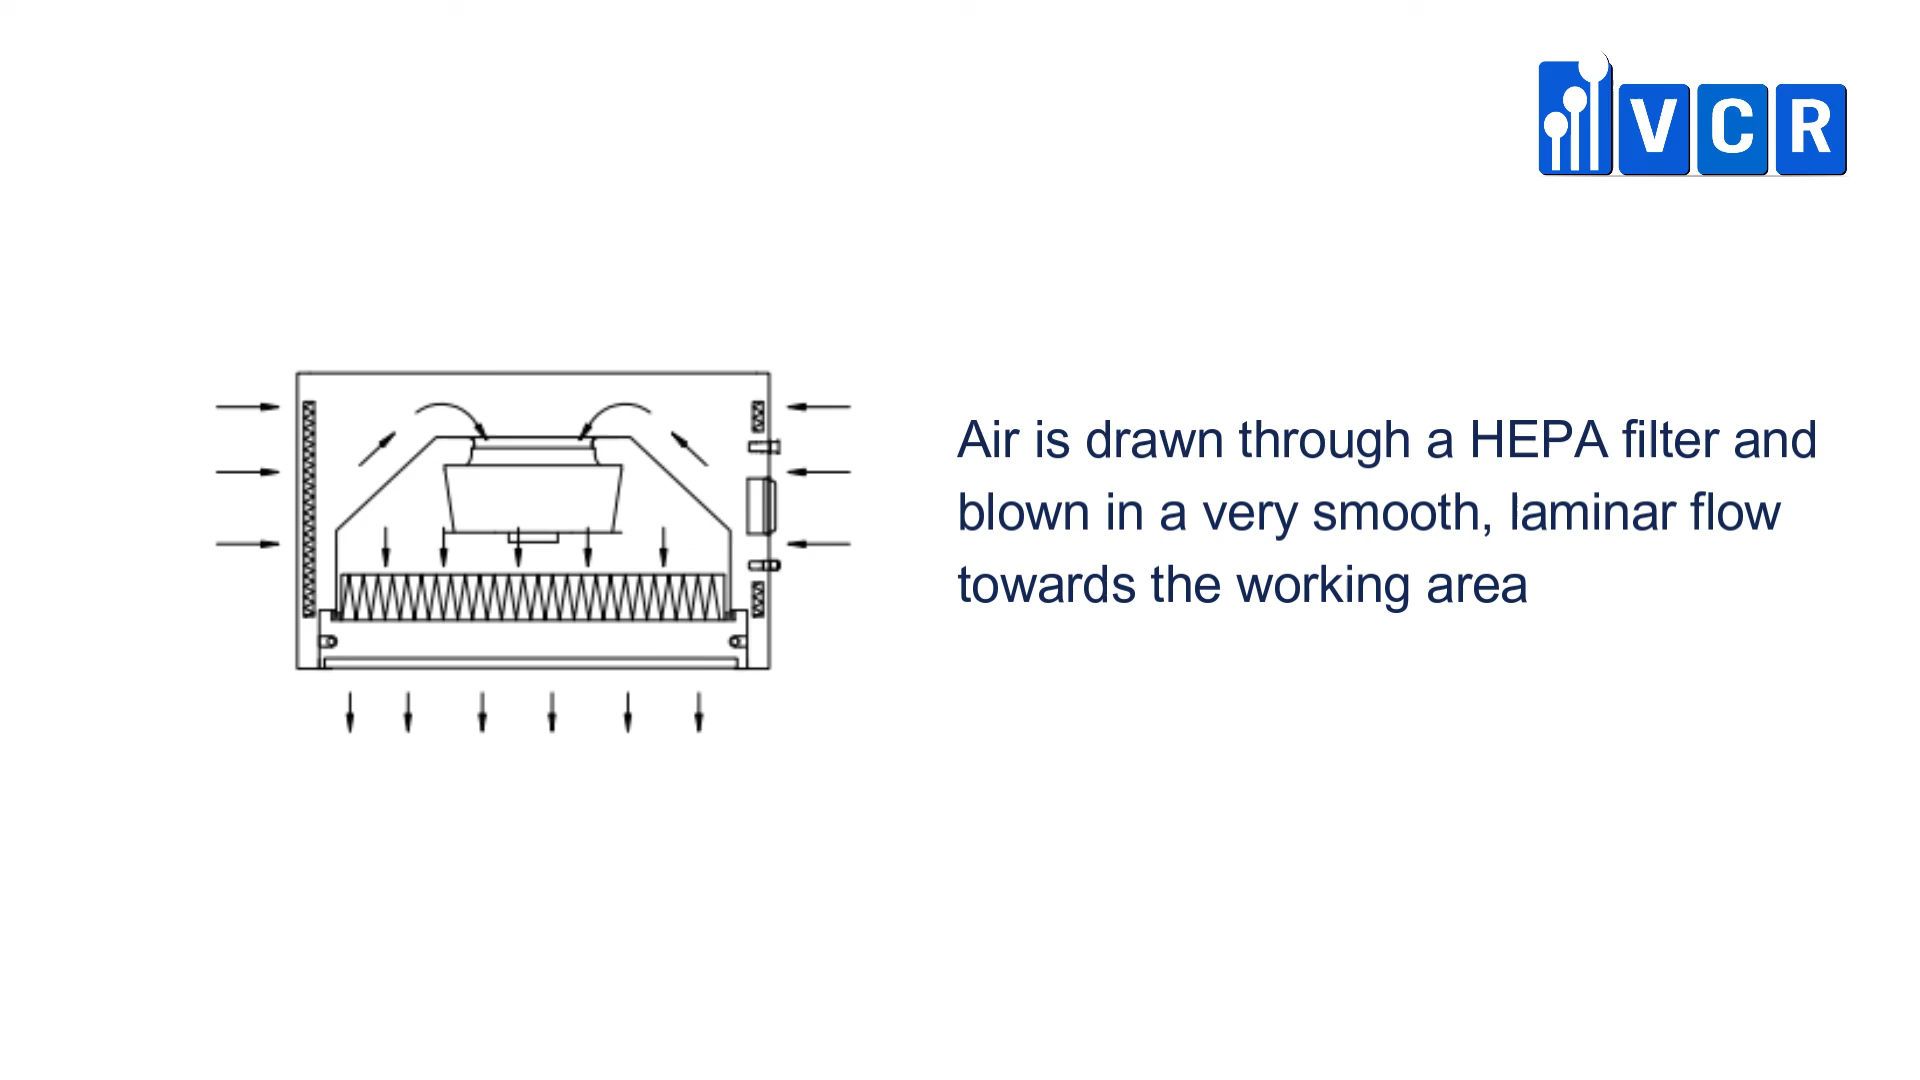 VCR
Air is drawn through a HEPA filter and
blown in a very smooth, laminar flow
towards the working area